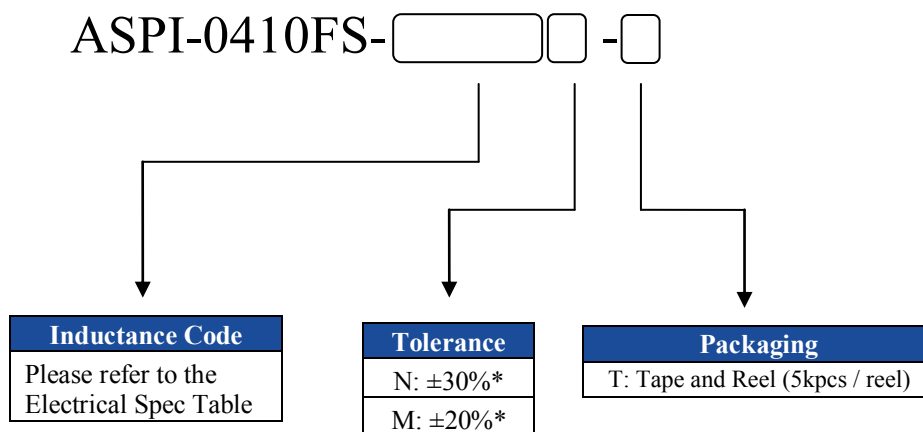 ASPI-0410FS- -
Inductance Code
Please refer to the
Electrical Spec Table
Tolerance
N: ±30%*
M: ±20%*
Packaging
T: Tape and Reel (5kpcs / reel)